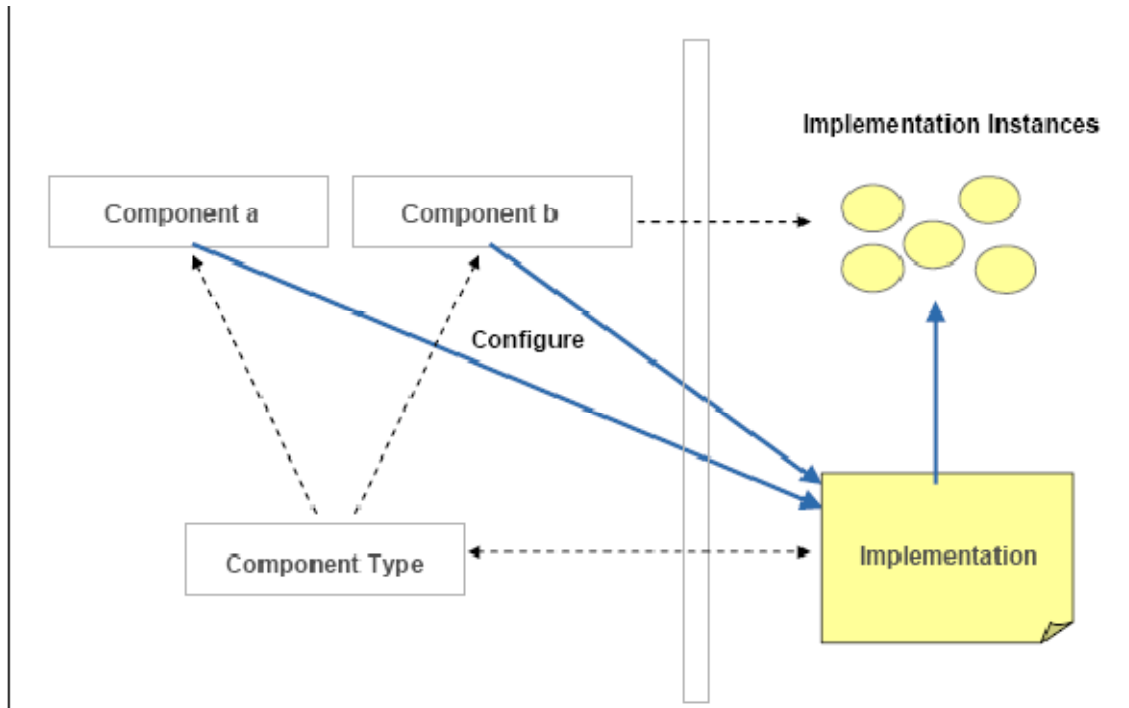 Implementation Instances
Component a
Component b
Configure
Component Type
Implementation